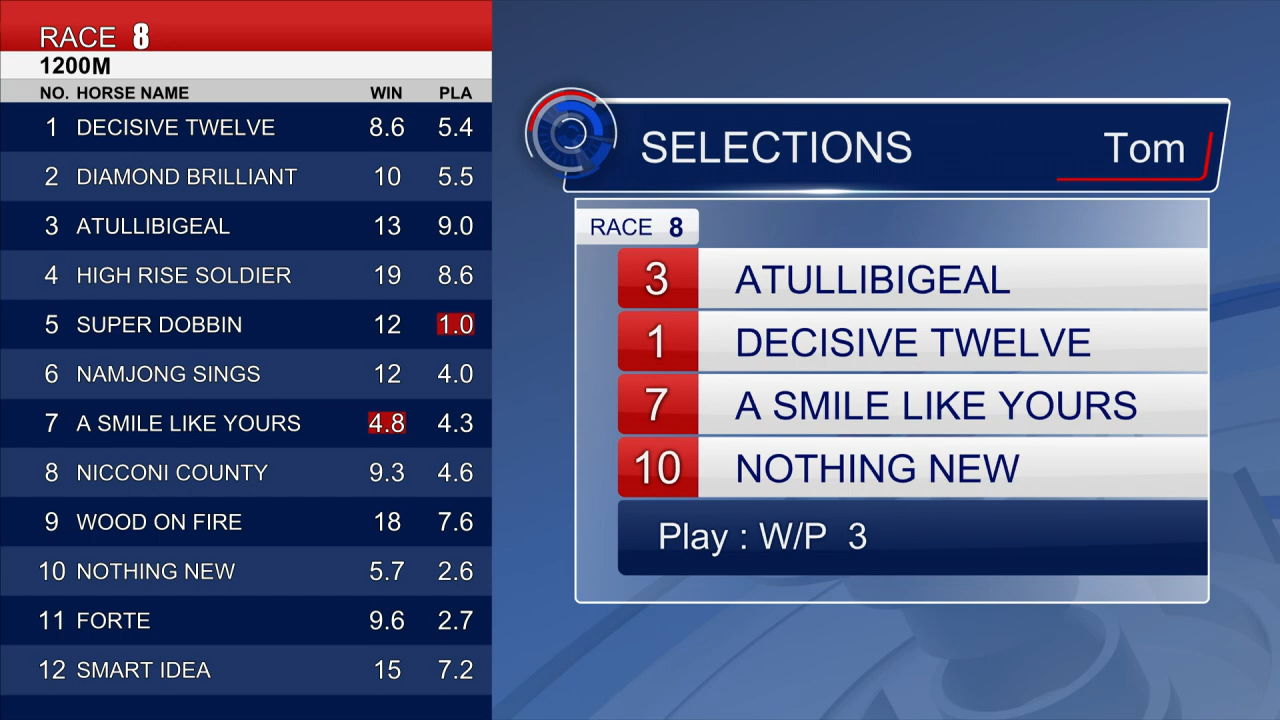 RACE 8
1200M
NO. HORSE NAME WIN PLA
1 DECISIVE TWELVE 8.6 5.4
2 DIAMOND BRILLIANT 10 5.5
3 ATULLIBIGEAL 13 9.0
4 HIGH RISE SOLDIER 19 8.6
5 SUPER DOBBIN 12 1.0
6 NAMJONG SINGS 12 4.0
7 A SMILE LIKE YOURS 4.8 4.3
8 NICCONI COUNTY 9.3 4.6
9 WOOD ON FIRE 18 7.6
10 NOTHING NEW 5.7 2.6
11 FORTE 9.6 2.7
12 SMART IDEA 15 7.2
SELECTIONS Tom
RACE 8
3 ATULLIBIGEAL
1 DECISIVE TWELVE
7 A SMILE LIKE YOURS
10 NOTHING NEW
Play : W/P 3